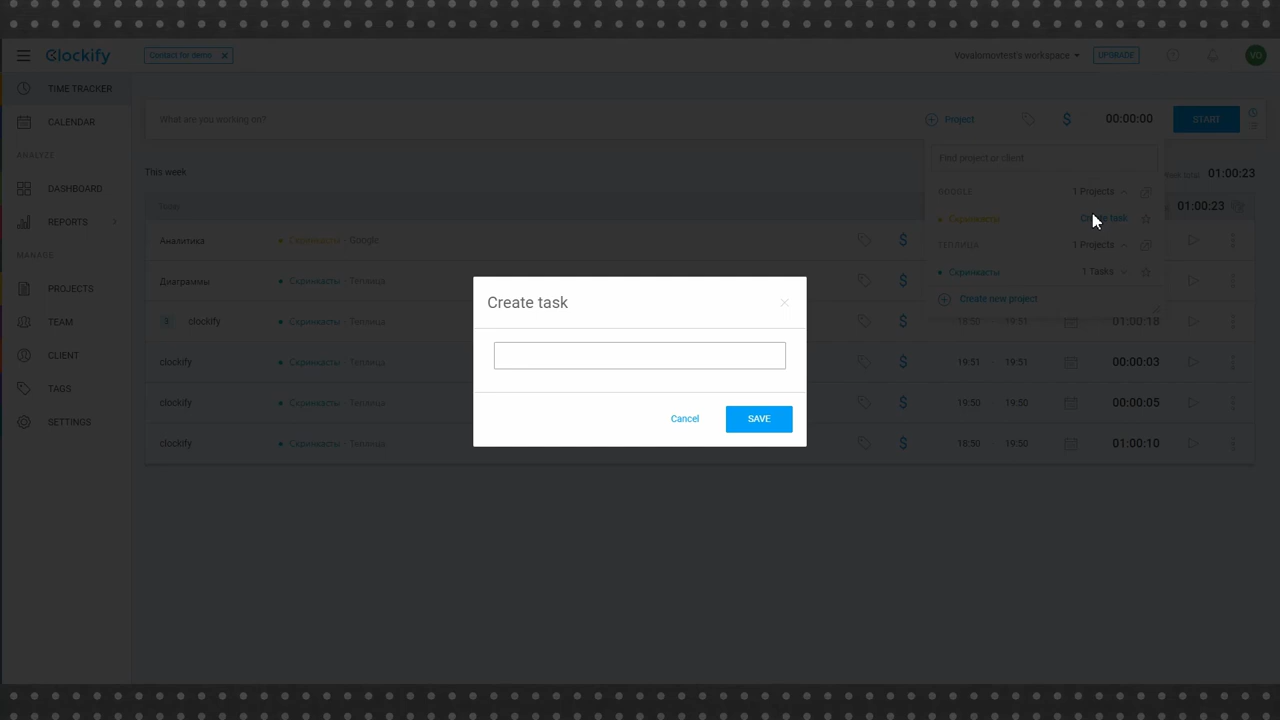 Clockify
Contact for items ×
Vovalomovtest's workspace
UPGRADE
VO
TIME TRACKER
What are you working on?
Project
$
00:00:00
START
CALENDAR
Find project or client
ANALYZE
This week
Week total: 01:00:23
DASHBOARD
GOOGLE
1 Projects
Today
01:00:23
REPORTS
Скринкасты
Create task
Аналитика
Скринкасты - Google
$
ТЕПЛИЦА
1 Projects
MANAGE
Диаграммы
Скринкасты - Теплица
$
Скринкасты
1 Tasks
PROJECTS
Create new project
TEAM
4
clockify
Скринкасты - Теплица
$
18:50
19:51
01:00:18
CLIENT
clockify
Скринкасты - Теплица
$
19:51 - 19:51
00:00:03
TAGS
clockify
Скринкасты - Теплица
$
19:50 - 19:50
00:00:05
SETTINGS
clockify
Скринкасты - Теплица
$
18:50 - 19:50
01:00:10
Create task
×
Cancel
SAVE